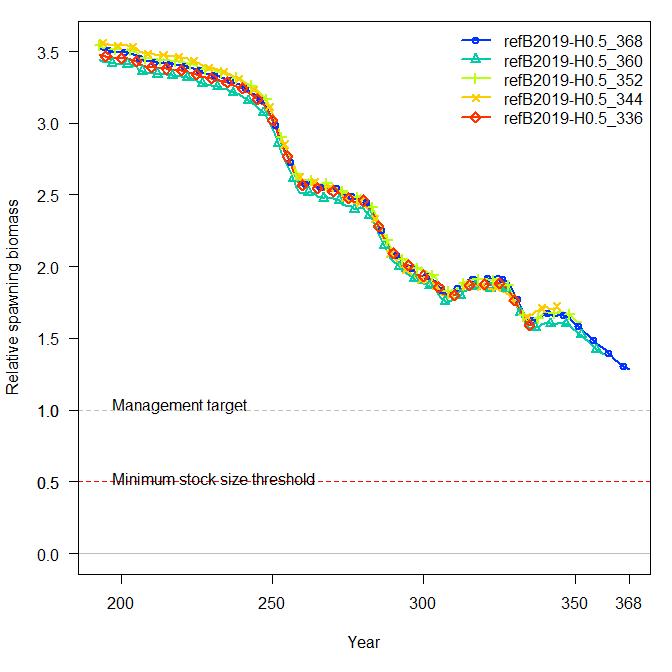 refB2019-H0.5_368
refB2019-H0.5_360
refB2019-H0.5_352
refB2019-H0.5_344
refB2019-H0.5_336
Relative spawning biomass
3.5
3.0
2.5
2.0
1.5
1.0
0.5
0.0
Management target
Minimum stock size threshold
200 250 300 350 368
Year